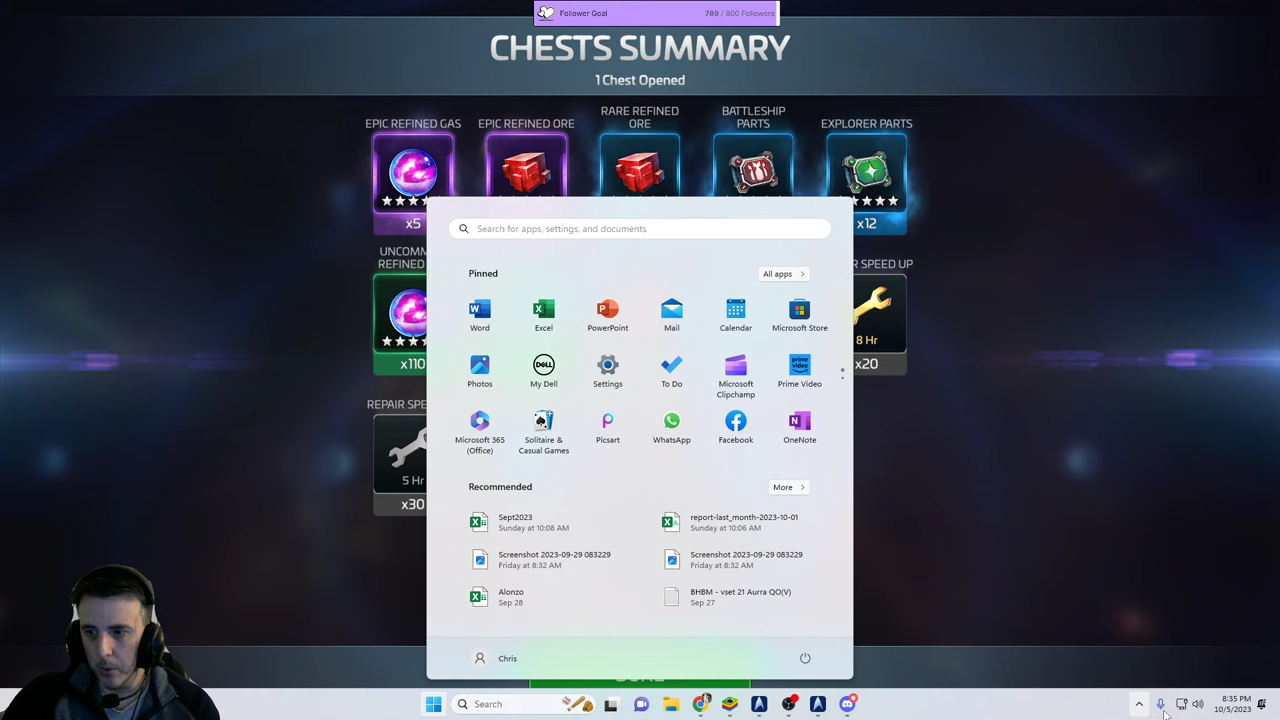 Follower Goal
789 / 800 Followers
CHESTS SUMMARY
1 Chest Opened
EPIC REFINED GAS
EPIC REFINED ORE
RARE REFINED
ORE
BATTLESHIP
PARTS
EXPLORER PARTS
x5
x12
UNCOMM
REFINED
R SPEED UP
8 Hr
x110
x20
REPAIR SPE
5 Hr
x30
Search for apps, settings, and documents
Pinned
All apps
Word
Excel
PowerPoint
Mail
Calendar
Microsoft Store
Photos
My Dell
Settings
To Do
Microsoft
Clipchamp
Prime Video
Microsoft 365
(Office)
Solitaire &
Casual Games
Picsart
WhatsApp
Facebook
OneNote
Recommended
More
Sept2023
Sunday at 10:08 AM
report-last_month-2023-10-01
Sunday at 10:06 AM
Screenshot 2023-09-29 083229
Friday at 8:32 AM
Screenshot 2023-09-29 083229
Friday at 8:32 AM
Alonzo
Sep 28
BHBM - vset 21 Aurra QO(V)
Sep 27
Chris
Search
8:35 PM
10/5/2023